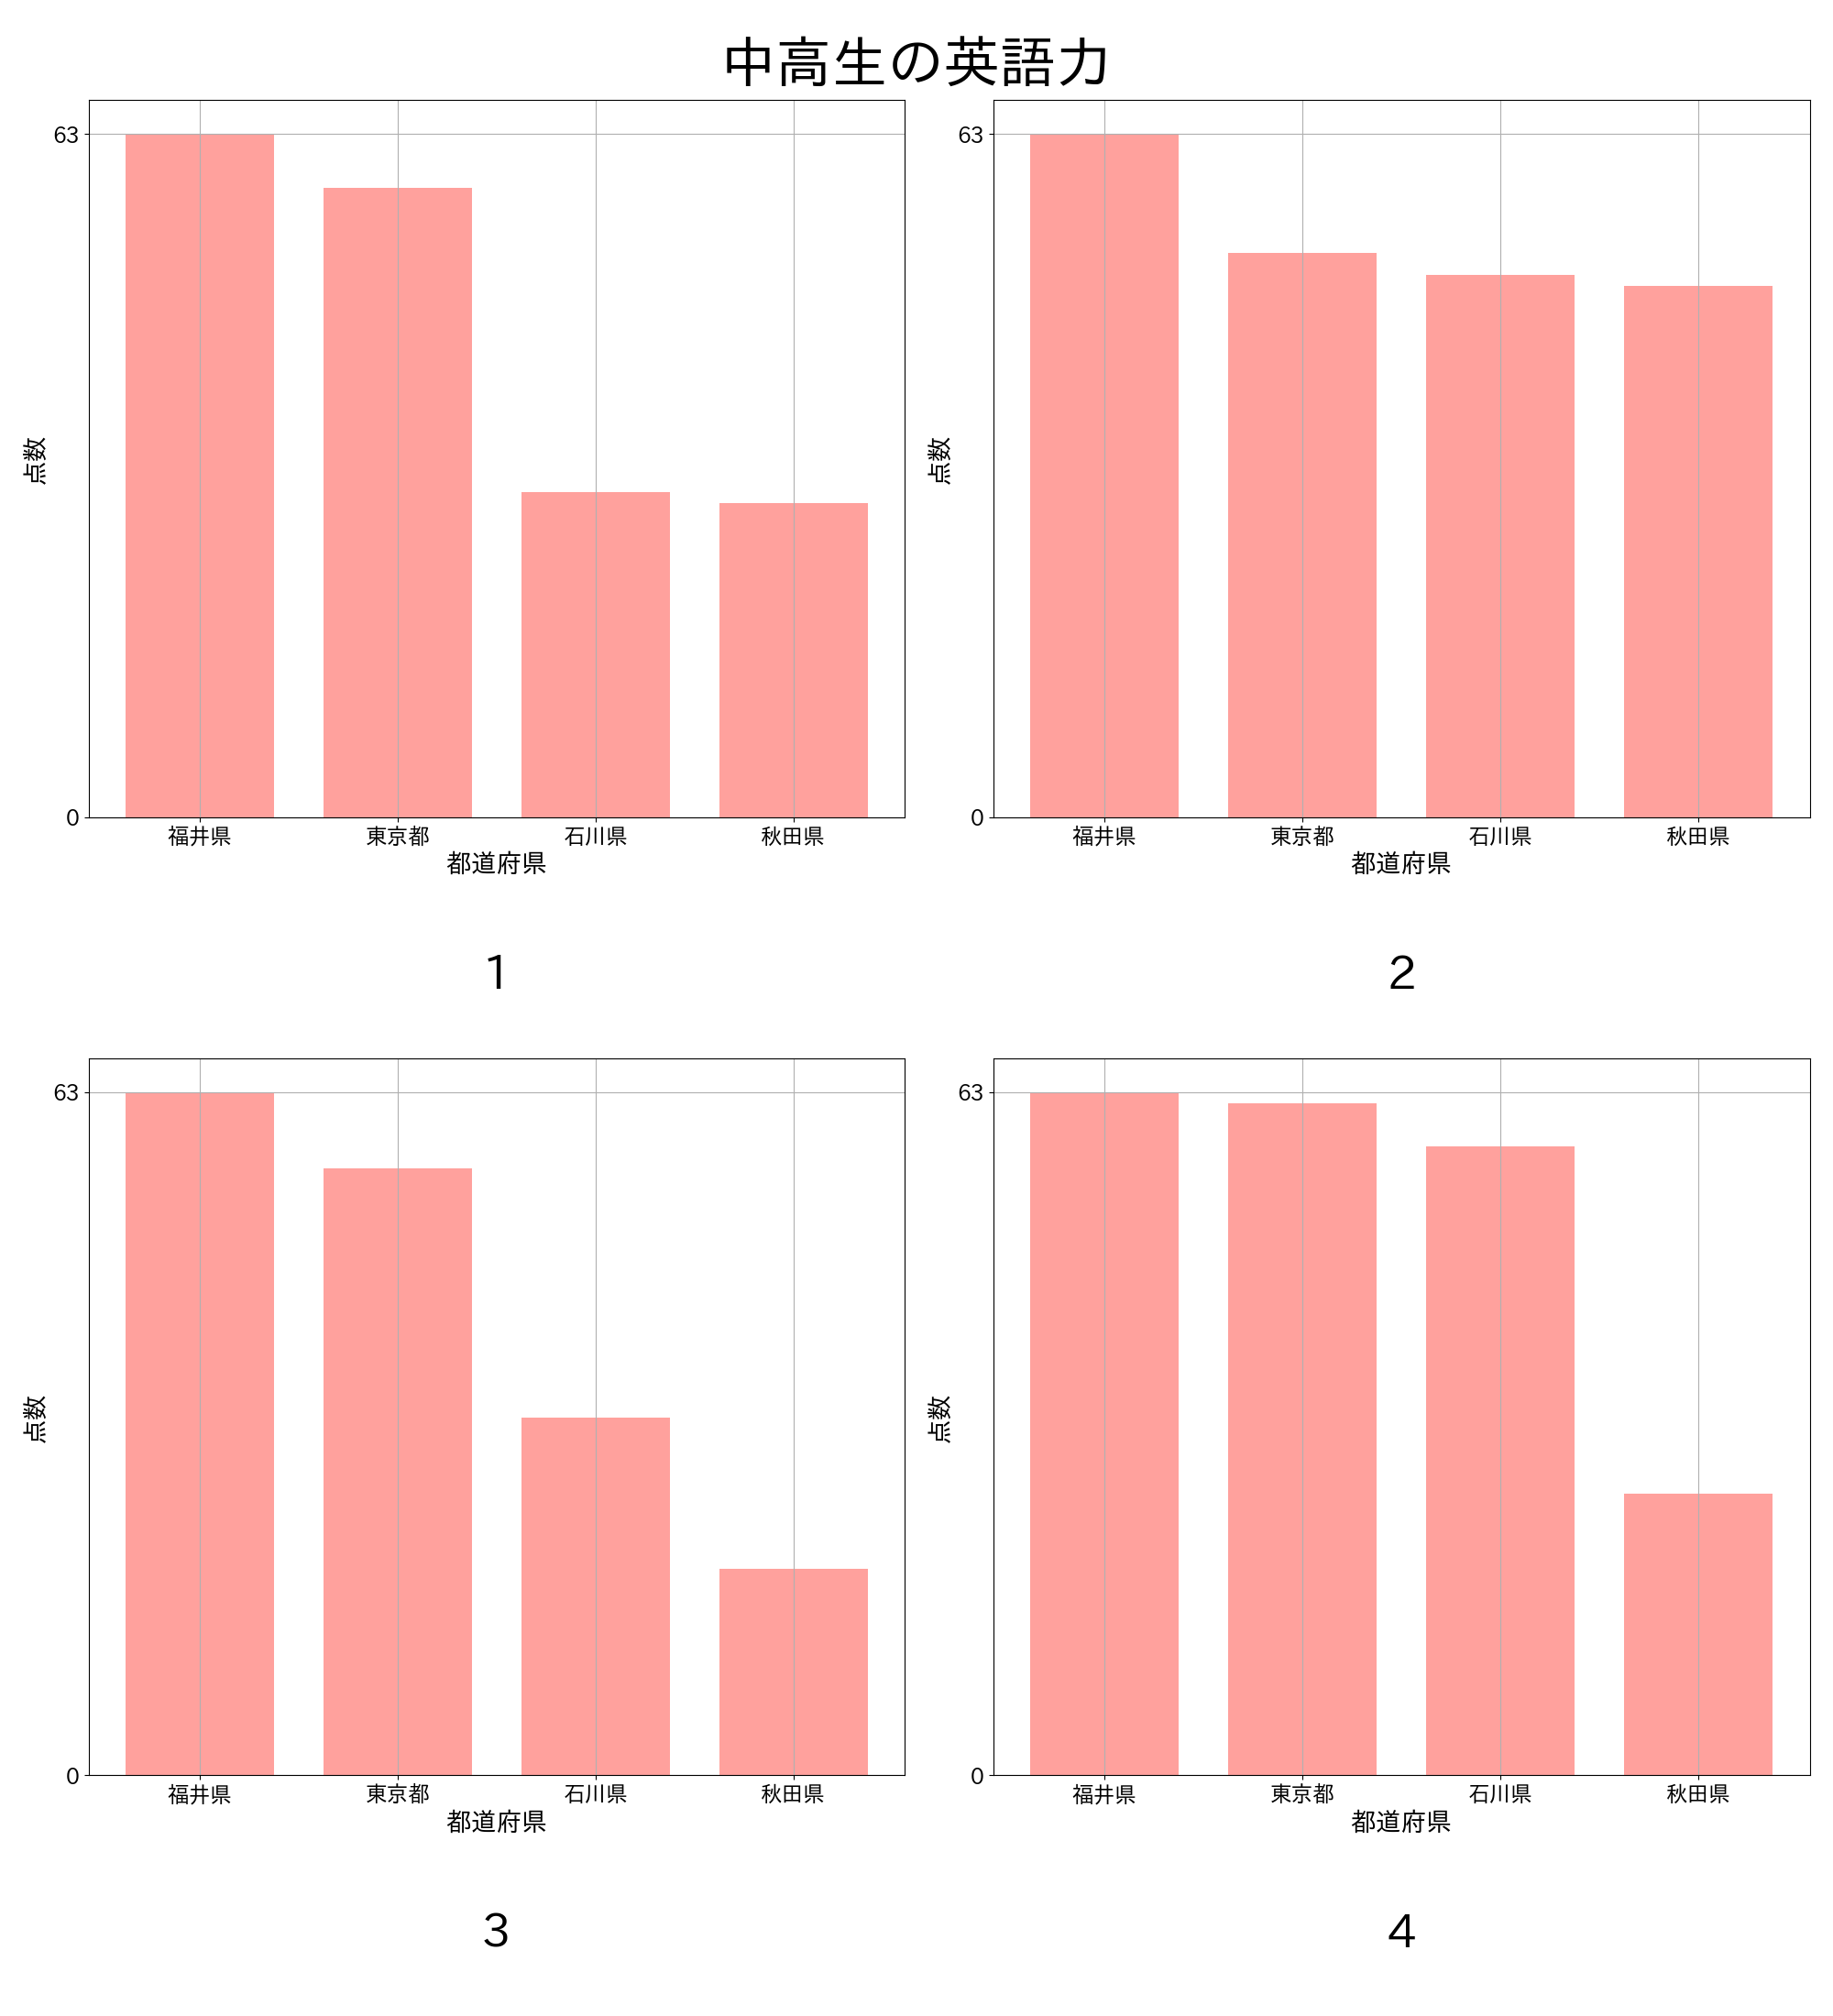 中高生の英語力
63
点数
0
福井県 東京都 石川県 秋田県
都道府県
1
63
点数
0
福井県 東京都 石川県 秋田県
都道府県
2
63
点数
0
福井県 東京都 石川県 秋田県
都道府県
3
63
点数
0
福井県 東京都 石川県 秋田県
都道府県
4